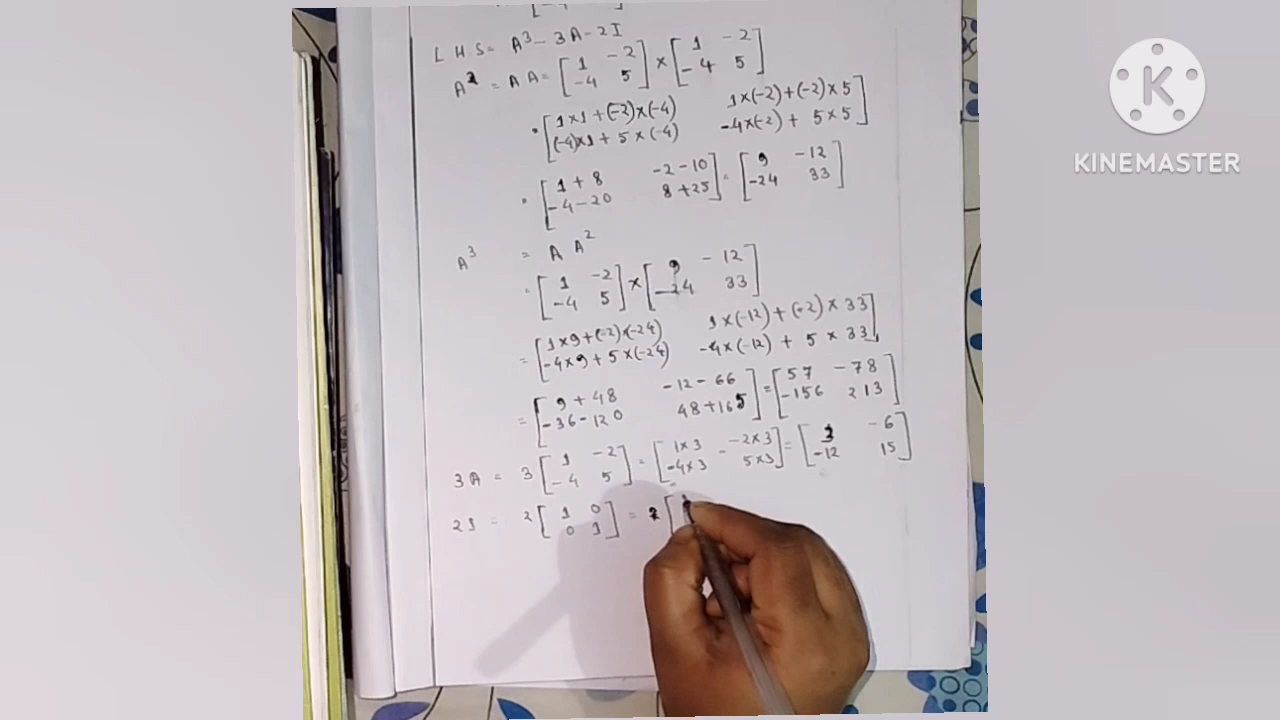 LHS = A³ - 3A - 2I
A² = AA = [1 -2
-4 5] × [1 -2
-4 5]
= [1×1+(-2)×(-4) 1×(-2)+(-2)×5
(-4)×1+5×(-4) -4×(-2)+ 5×5]
= [1+8 -2-10
-4-20 8+25] = [9 -12
-24 33]
A³ = A A²
= [1 -2
-4 5] × [9 -12
-24 33]
= [1×9+(-2)×(-24) 1×(-12)+(-2)×33
-4×9+5×(-24) -4×(-12)+ 5×33]
= [9+48 -12-66
-36-120 48+165] = [57 -78
-156 213]
3A = 3 [1 -2
-4 5] = [1×3 -2×3
-4×3 5×3] = [3 -6
-12 15]
2I = 2 [1 0
0 1] = 2 [
KINEMASTER